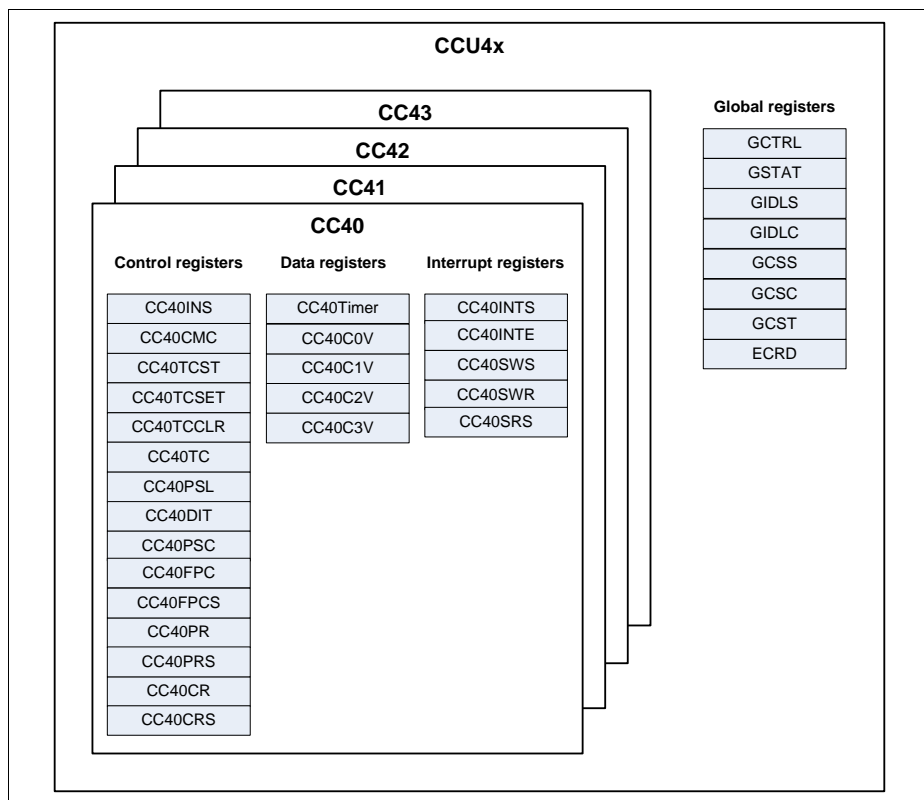 CCU4x
CC43
CC42
CC41
CC40
Control registers
CC40INS
CC40CMC
CC40TCST
CC40TCSET
CC40TCCLR
CC40TC
CC40PSL
CC40DIT
CC40PSC
CC40FPC
CC40FPCS
CC40PR
CC40PRS
CC40CR
CC40CRS
Data registers
CC40Timer
CC40C0V
CC40C1V
CC40C2V
CC40C3V
Interrupt registers
CC40INTS
CC40INTE
CC40SWS
CC40SWR
CC40SRS
Global registers
GCTRL
GSTAT
GIDLS
GIDLC
GCSS
GCSC
GCST
ECRD